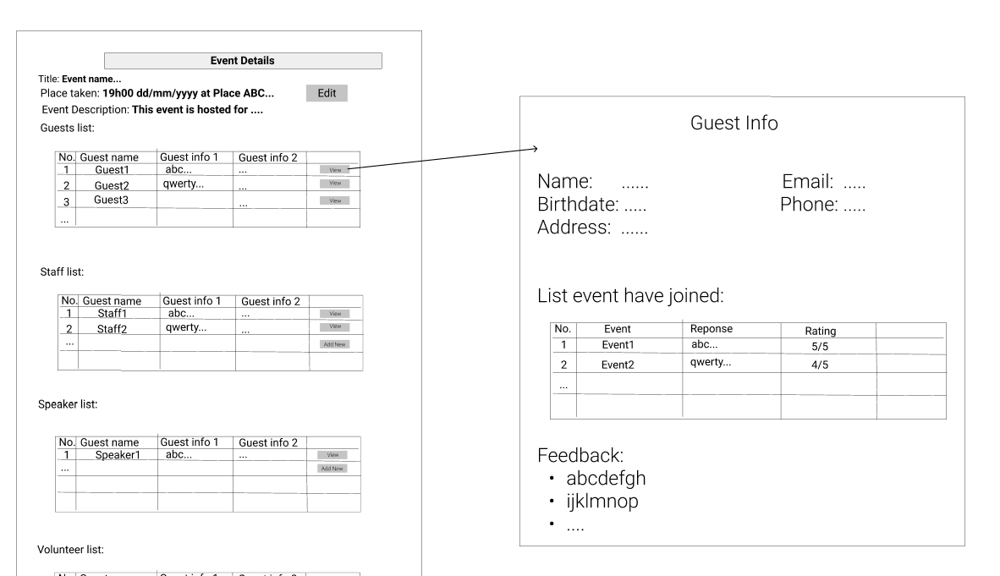 Event Details
Title: Event name...
Place taken: 19h00 dd/mm/yyyy at Place ABC...
Edit
Event Description: This event is hosted for ....
Guests list:
No. Guest name Guest info 1 Guest info 2
1 Guest1 abc... ... View
2 Guest2 qwerty... ... View
3 Guest3 ... View
...
Staff list:
No. Guest name Guest info 1 Guest info 2
1 Staff1 abc... ... View
2 Staff2 qwerty... ... View
... Add New
Speaker list:
No. Guest name Guest info 1 Guest info 2
1 Speaker1 abc... ... View
... Add New
Volunteer list:
Guest Info
Name: ...... Email: .....
Birthdate: ..... Phone: .....
Address: ......
List event have joined:
No. Event Reponse Rating
1 Event1 abc... 5/5
2 Event2 qwerty... 4/5
...
Feedback:
• abcdefgh
• ijklmnop
• ....